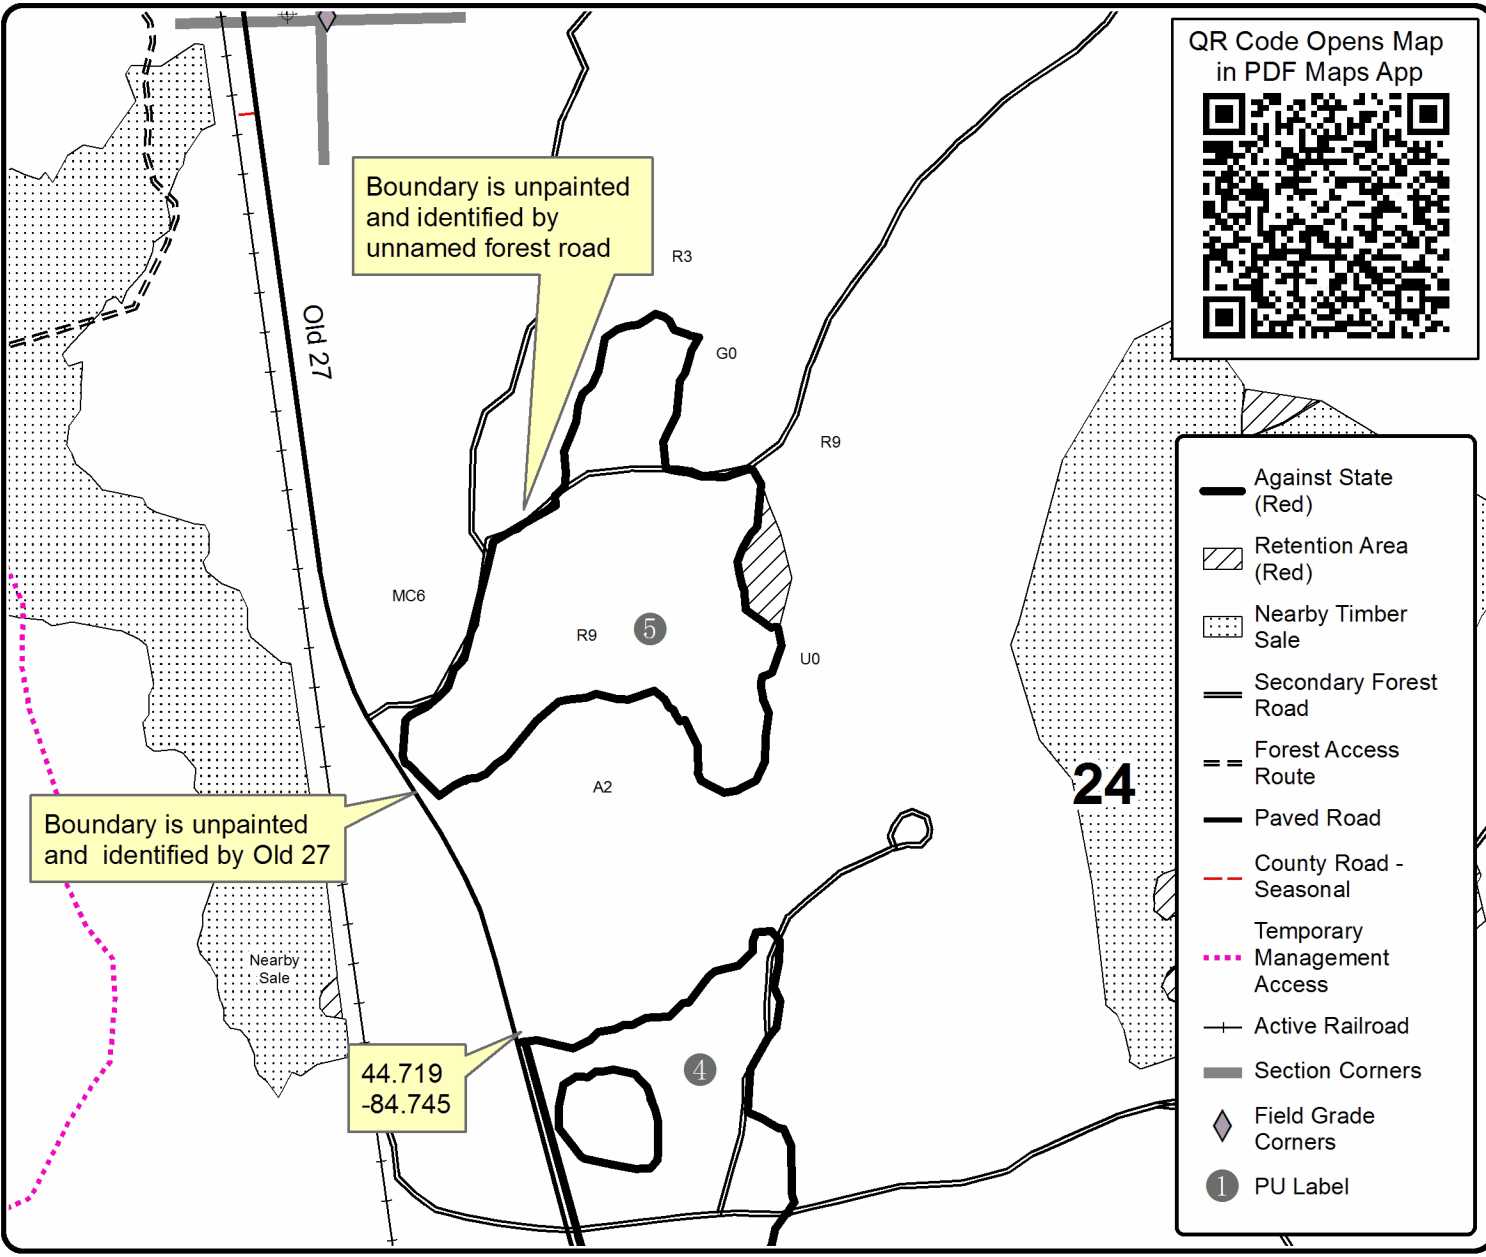 QR Code Opens Map
in PDF Maps App
Boundary is unpainted
and identified by
unnamed forest road
R3
Old 27
G0
R9
MC6
R9
5
U0
A2
24
Boundary is unpainted
and identified by Old 27
Nearby
Sale
44.719
-84.745
4
Against State
(Red)
Retention Area
(Red)
Nearby Timber
Sale
Secondary Forest
Road
Forest Access
Route
Paved Road
County Road -
Seasonal
Temporary
Management
Access
Active Railroad
Section Corners
Field Grade
Corners
1
PU Label